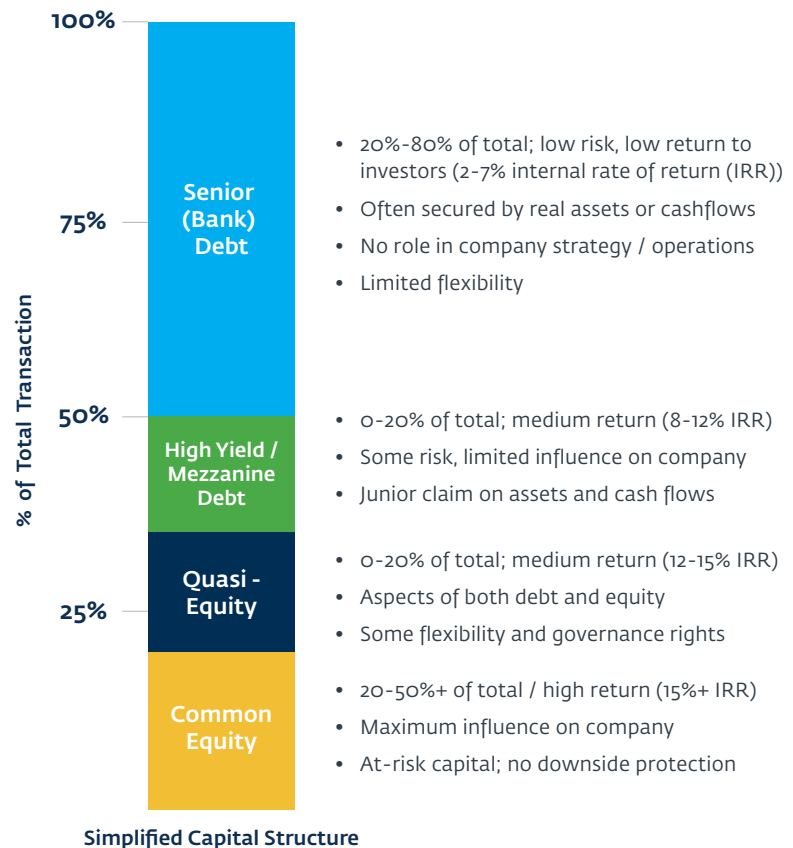 100%
Senior
(Bank)
Debt
• 20%-80% of total; low risk, low return to
investors (2-7% internal rate of return (IRR))
• Often secured by real assets or cashflows
• No role in company strategy / operations
• Limited flexibility
75%
% of Total Transaction
50%
High Yield /
Mezzanine
Debt
• 0-20% of total; medium return (8-12% IRR)
• Some risk, limited influence on company
• Junior claim on assets and cash flows
Quasi -
Equity
• 0-20% of total; medium return (12-15% IRR)
• Aspects of both debt and equity
• Some flexibility and governance rights
25%
Common
Equity
• 20-50%+ of total / high return (15%+ IRR)
• Maximum influence on company
• At-risk capital; no downside protection
Simplified Capital Structure